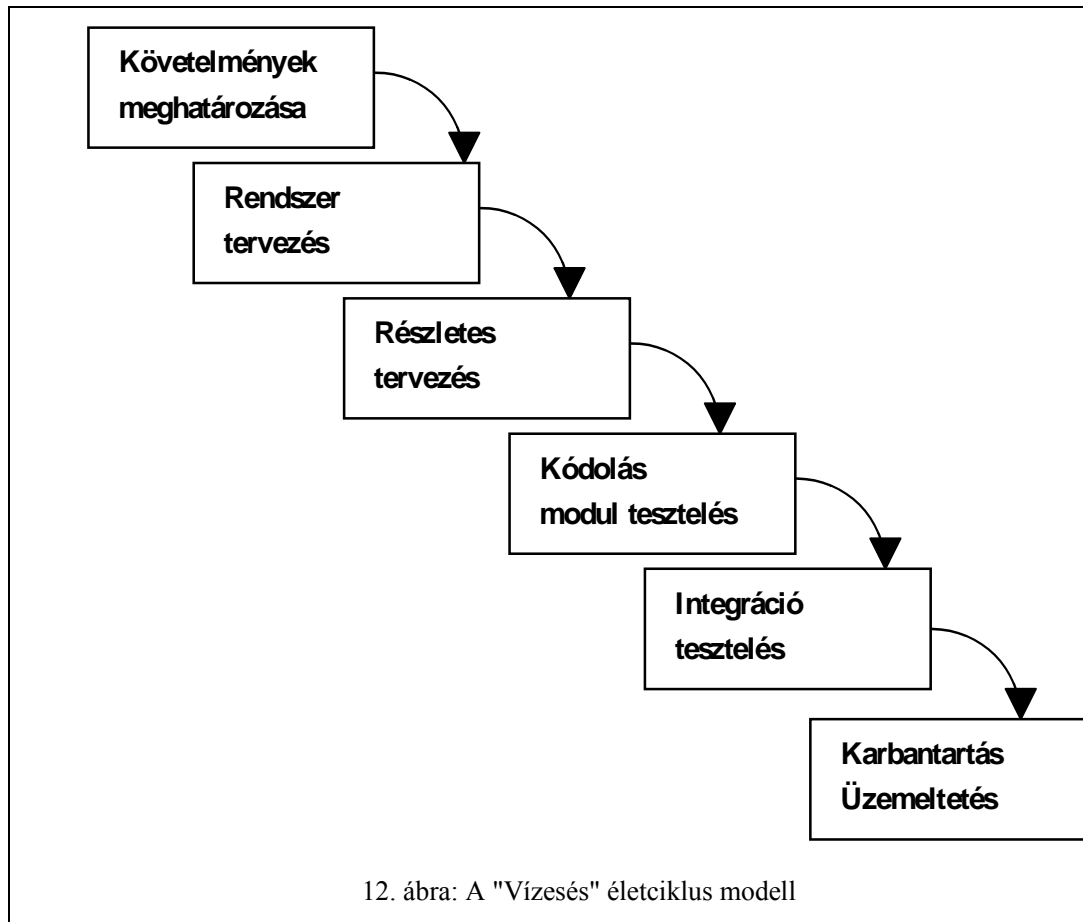 Követelmények
meghatározása
Rendszer
tervezés
Részletes
tervezés
Kódolás
modul tesztelés
Integráció
tesztelés
Karbantartás
Üzemeltetés
12. ábra: A "Vízesés" életciklus modell